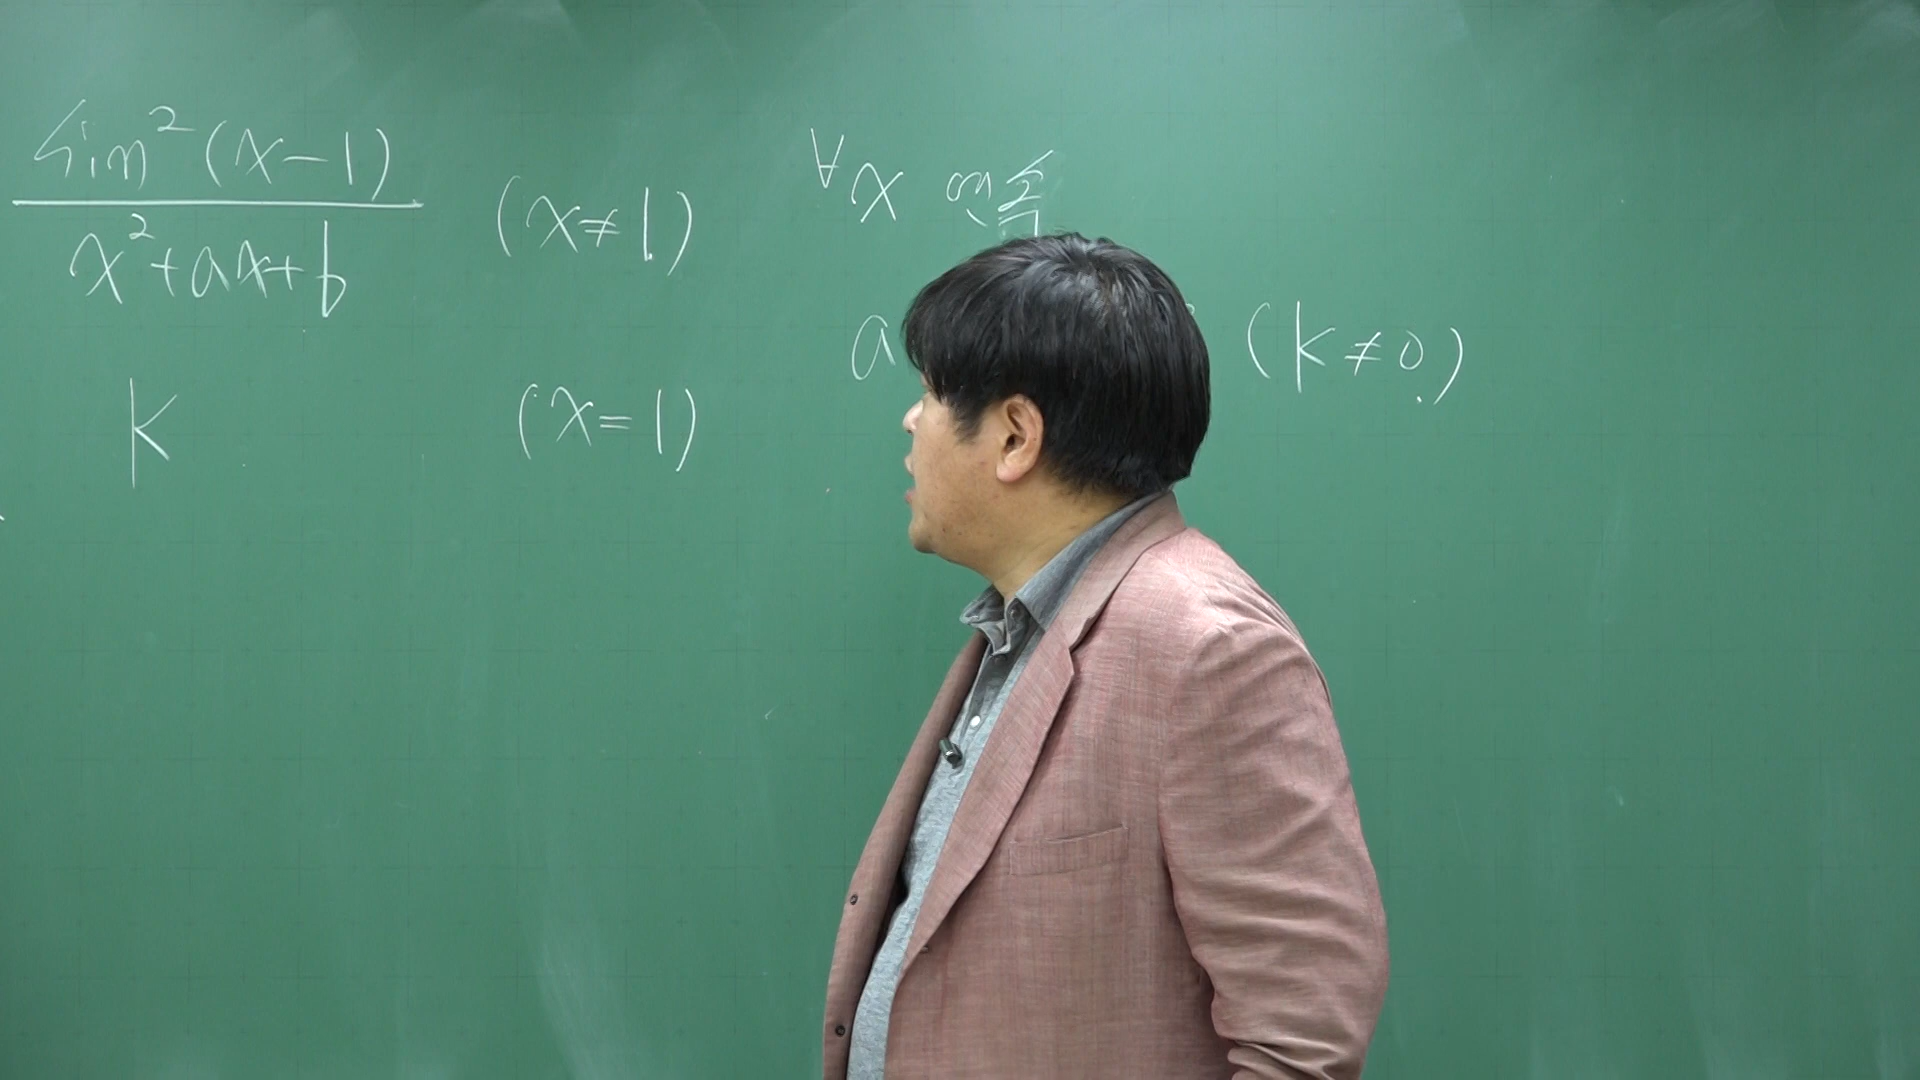 sin²(x-1)
x²+ax+b
(x≠1)
k
(x=1)
∀x 연속
a
(k≠0)